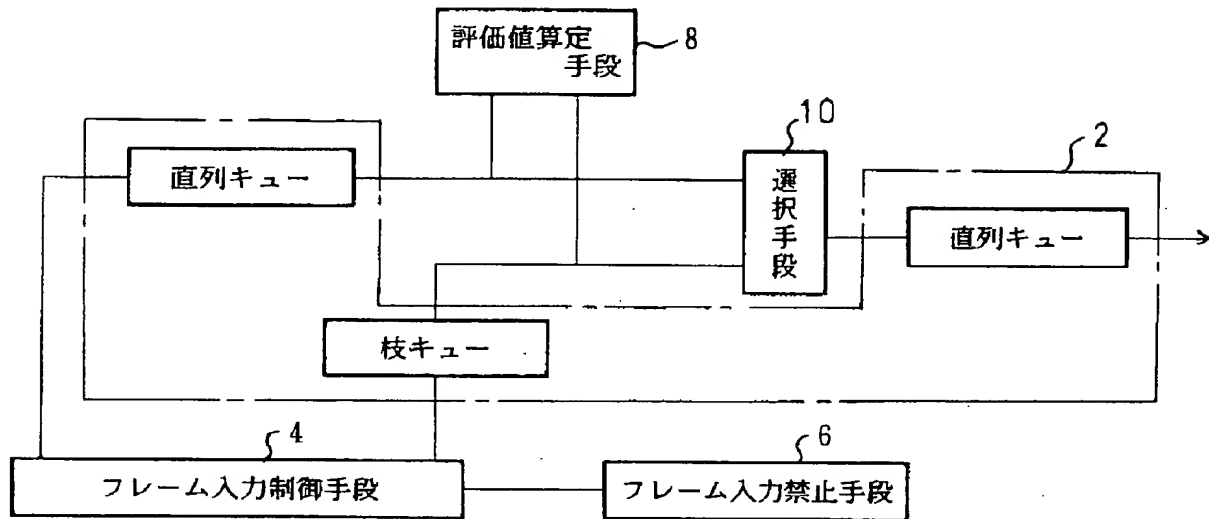 評価値算定
手段
8
10
2
直列キュー
選択手段
直列キュー
枝キュー
4
6
フレーム入力制御手段
フレーム入力禁止手段